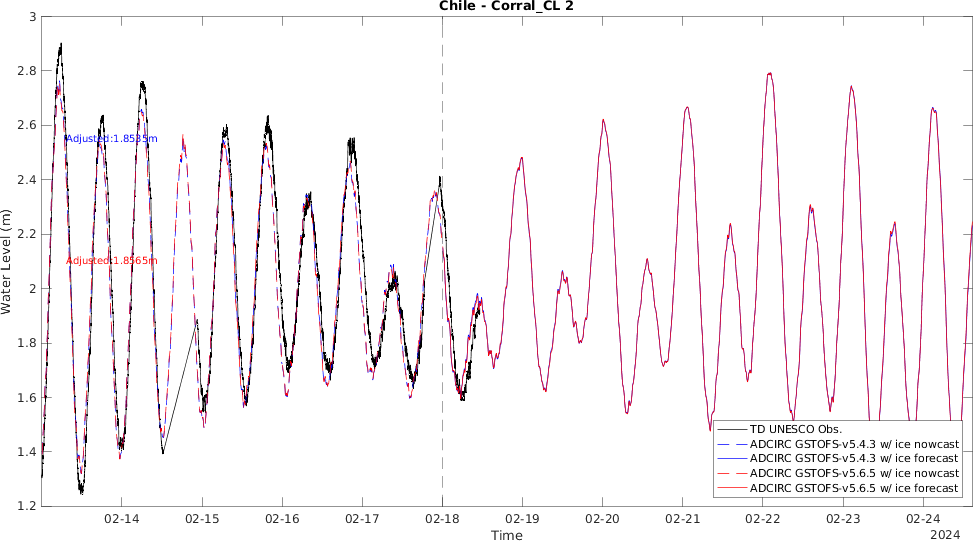 Chile - Corral_CL 2
3
2.8
2.6
2.4
2.2
2
1.8
1.6
1.4
1.2
Water Level (m)
Adjusted:1.8535m
Adjusted:1.8565m
TD UNESCO Obs.
ADCIRC GSTOFS-v5.4.3 w/ ice nowcast
ADCIRC GSTOFS-v5.4.3 w/ ice forecast
ADCIRC GSTOFS-v5.6.5 w/ ice nowcast
ADCIRC GSTOFS-v5.6.5 w/ ice forecast
02-14 02-15 02-16 02-17 02-18 02-19 02-20 02-21 02-22 02-23 02-24
Time
2024